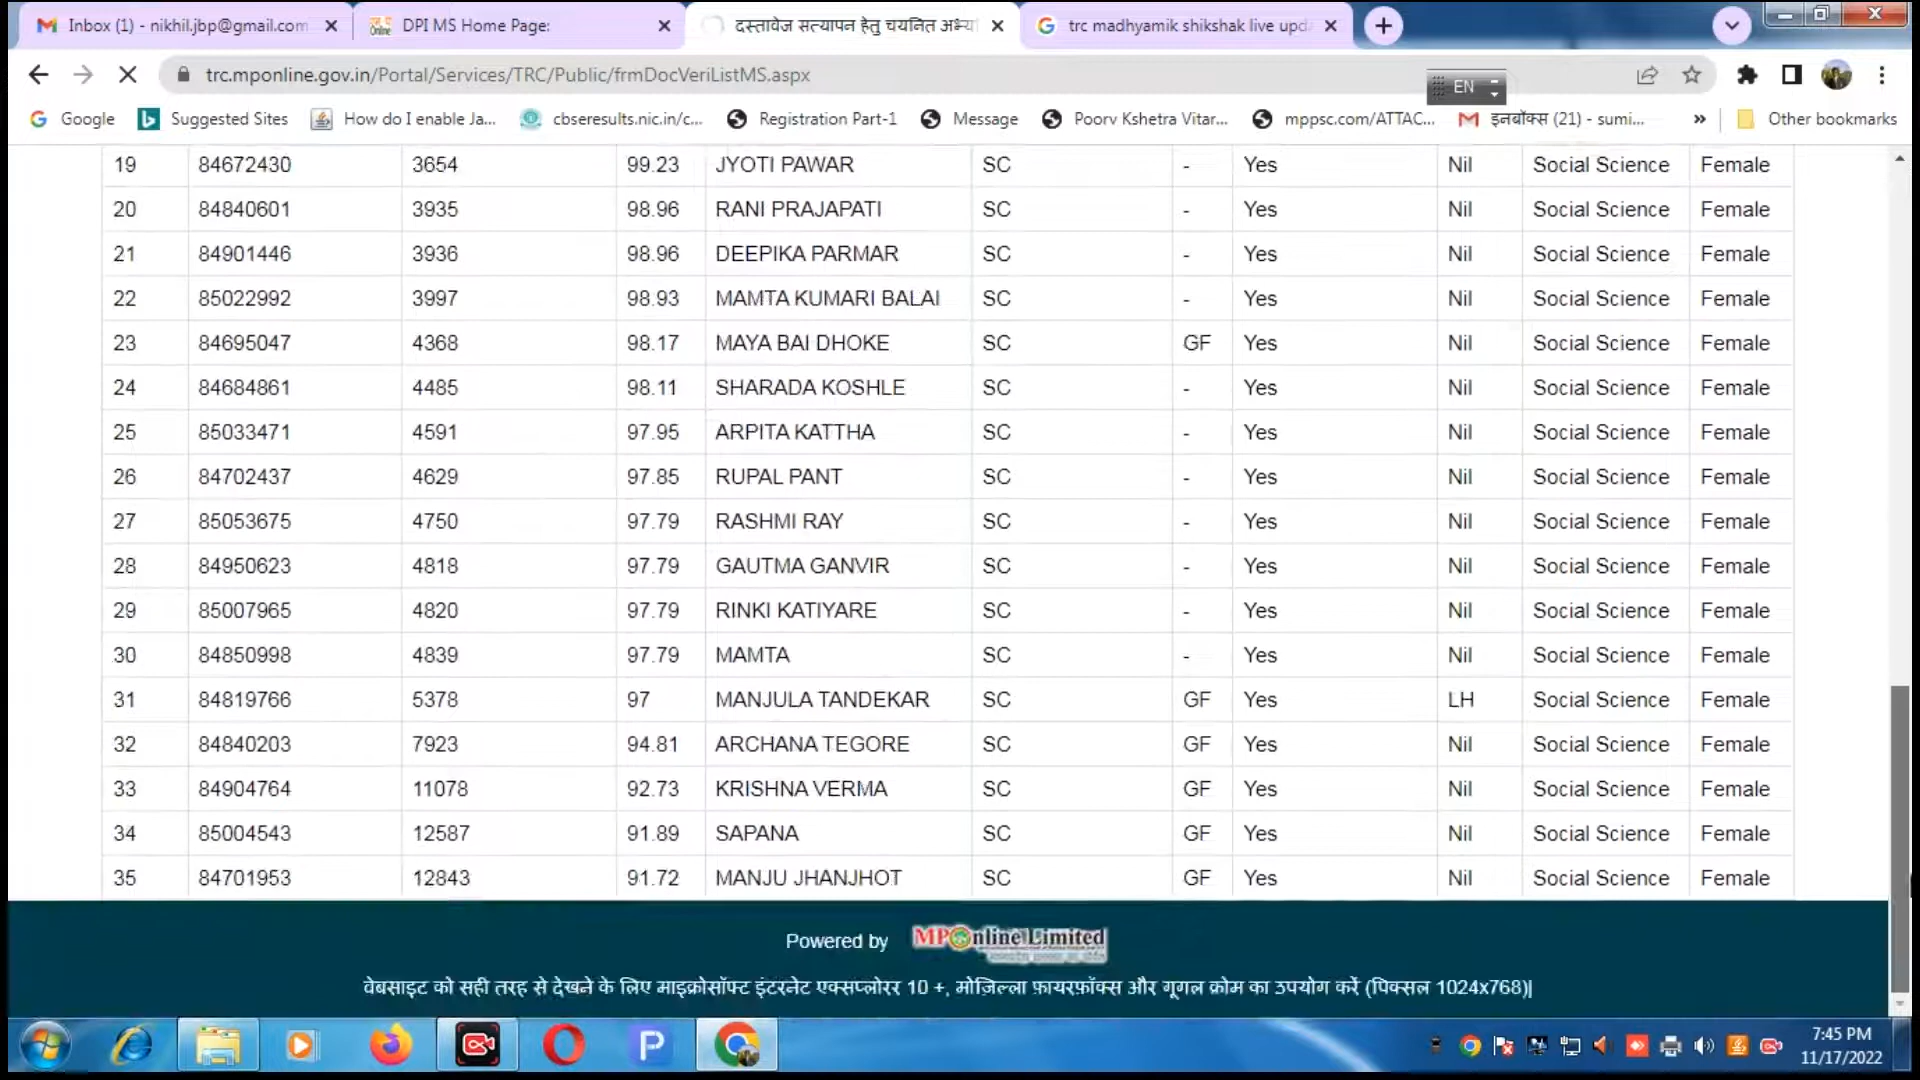 Inbox (1) - nikhil.jbp@gmail.com
DPI MS Home Page:
दस्तावेज सत्यापन हेतु चयनित अभ्या
trc madhyamik shikshak live upd
trc.mponline.gov.in/Portal/Services/TRC/Public/frmDocVeriListMS.aspx
EN
Google Suggested Sites How do I enable Ja... cbseresults.nic.in/c... Registration Part-1 Message Poorv Kshetra Vitar... mppsc.com/ATTAC... इनबॉक्स (21) - sumi... » Other bookmarks
19 84672430 3654 99.23 JYOTI PAWAR SC - Yes Nil Social Science Female
20 84840601 3935 98.96 RANI PRAJAPATI SC - Yes Nil Social Science Female
21 84901446 3936 98.96 DEEPIKA PARMAR SC - Yes Nil Social Science Female
22 85022992 3997 98.93 MAMTA KUMARI BALAI SC - Yes Nil Social Science Female
23 84695047 4368 98.17 MAYA BAI DHOKE SC GF Yes Nil Social Science Female
24 84684861 4485 98.11 SHARADA KOSHLE SC - Yes Nil Social Science Female
25 85033471 4591 97.95 ARPITA KATTHA SC - Yes Nil Social Science Female
26 84702437 4629 97.85 RUPAL PANT SC - Yes Nil Social Science Female
27 85053675 4750 97.79 RASHMI RAY SC - Yes Nil Social Science Female
28 84950623 4818 97.79 GAUTMA GANVIR SC - Yes Nil Social Science Female
29 85007965 4820 97.79 RINKI KATIYARE SC - Yes Nil Social Science Female
30 84850998 4839 97.79 MAMTA SC - Yes Nil Social Science Female
31 84819766 5378 97 MANJULA TANDEKAR SC GF Yes LH Social Science Female
32 84840203 7923 94.81 ARCHANA TEGORE SC GF Yes Nil Social Science Female
33 84904764 11078 92.73 KRISHNA VERMA SC GF Yes Nil Social Science Female
34 85004543 12587 91.89 SAPANA SC GF Yes Nil Social Science Female
35 84701953 12843 91.72 MANJU JHANJHOT SC GF Yes Nil Social Science Female
Powered by MPOnline Limited
वेबसाइट को सही तरह से देखने के लिए माइक्रोसॉफ्ट इंटरनेट एक्सप्लोरर 10 +, मोज़िल्ला फ़ायरफ़ॉक्स और गूगल क्रोम का उपयोग करें (पिक्सल 1024x768)|
7:45 PM
11/17/2022